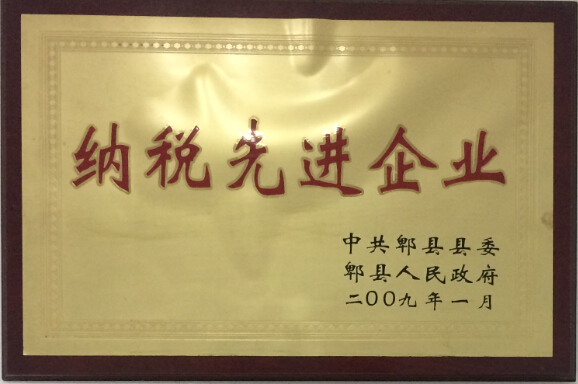 纳税先进企业
中共郫县县委
郫县人民政府
二〇〇九年一月